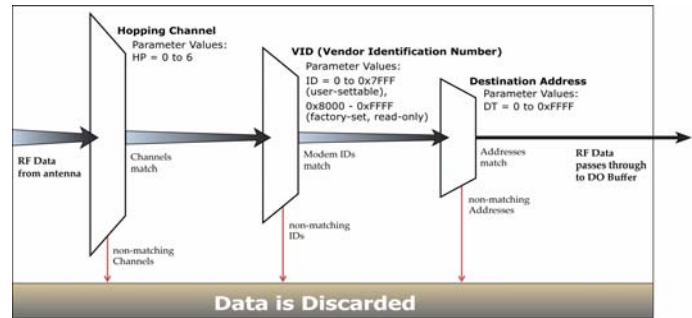 Hopping Channel
Parameter Values:
HP = 0 to 6
VID (Vendor Identification Number)
Parameter Values:
ID = 0 to 0x7FFF
(user-settable),
0x8000 - 0xFFFF
(factory-set, read-only)
Destination Address
Parameter Values:
DT = 0 to 0xFFFF
RF Data
from antenna
Channels
match
Modem IDs
match
Addresses
match
RF Data
passes through
to DO Buffer
non-matching
Channels
non-matching
IDs
non-matching
Addresses
Data is Discarded